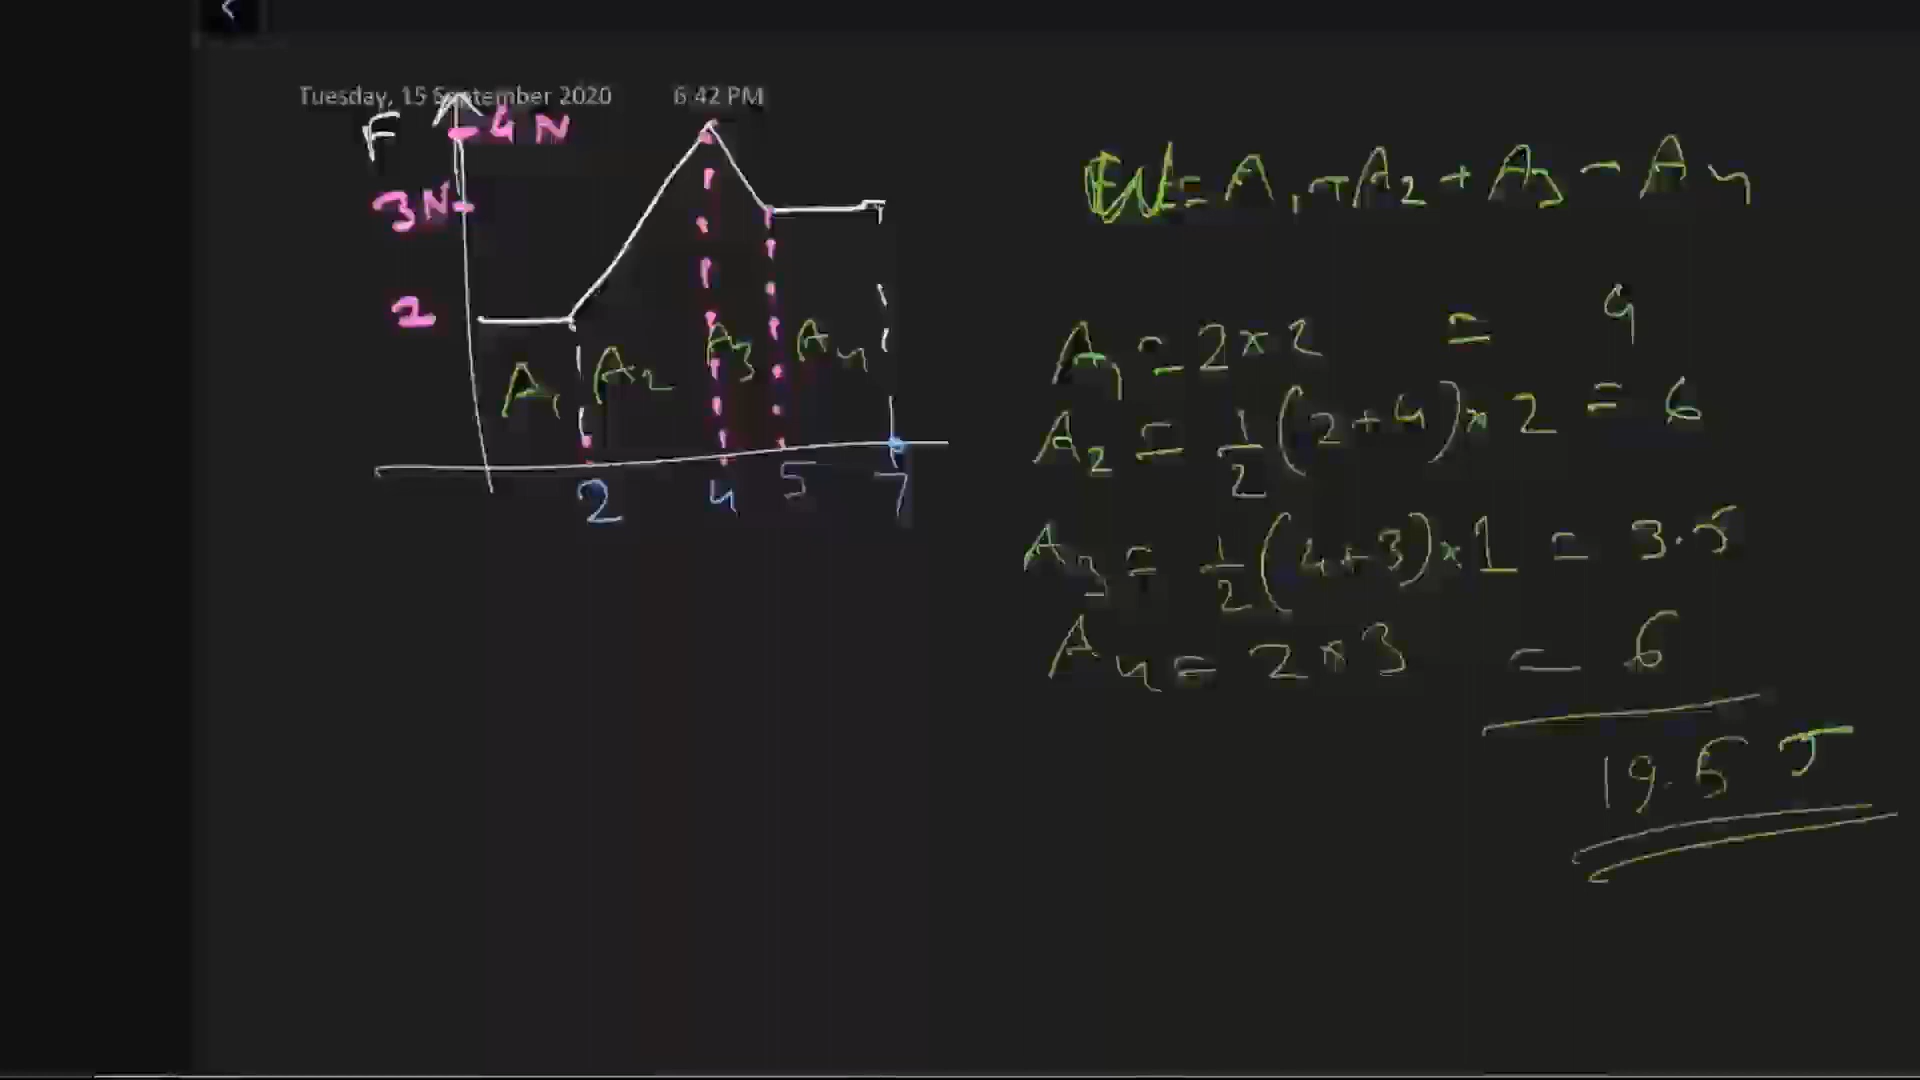 Tuesday, 15 September 2020 6:42 PM
F
4 N
3 N
2
A1 A2 A3 A4
2 4 5 7
W = A1 + A2 + A3 - A4
A1 = 2 × 2 = 4
A2 = 1/2 (2 + 4) × 2 = 6
A3 = 1/2 (4 + 3) × 1 = 3.5
A4 = 2 × 3 = 6
19.5 J